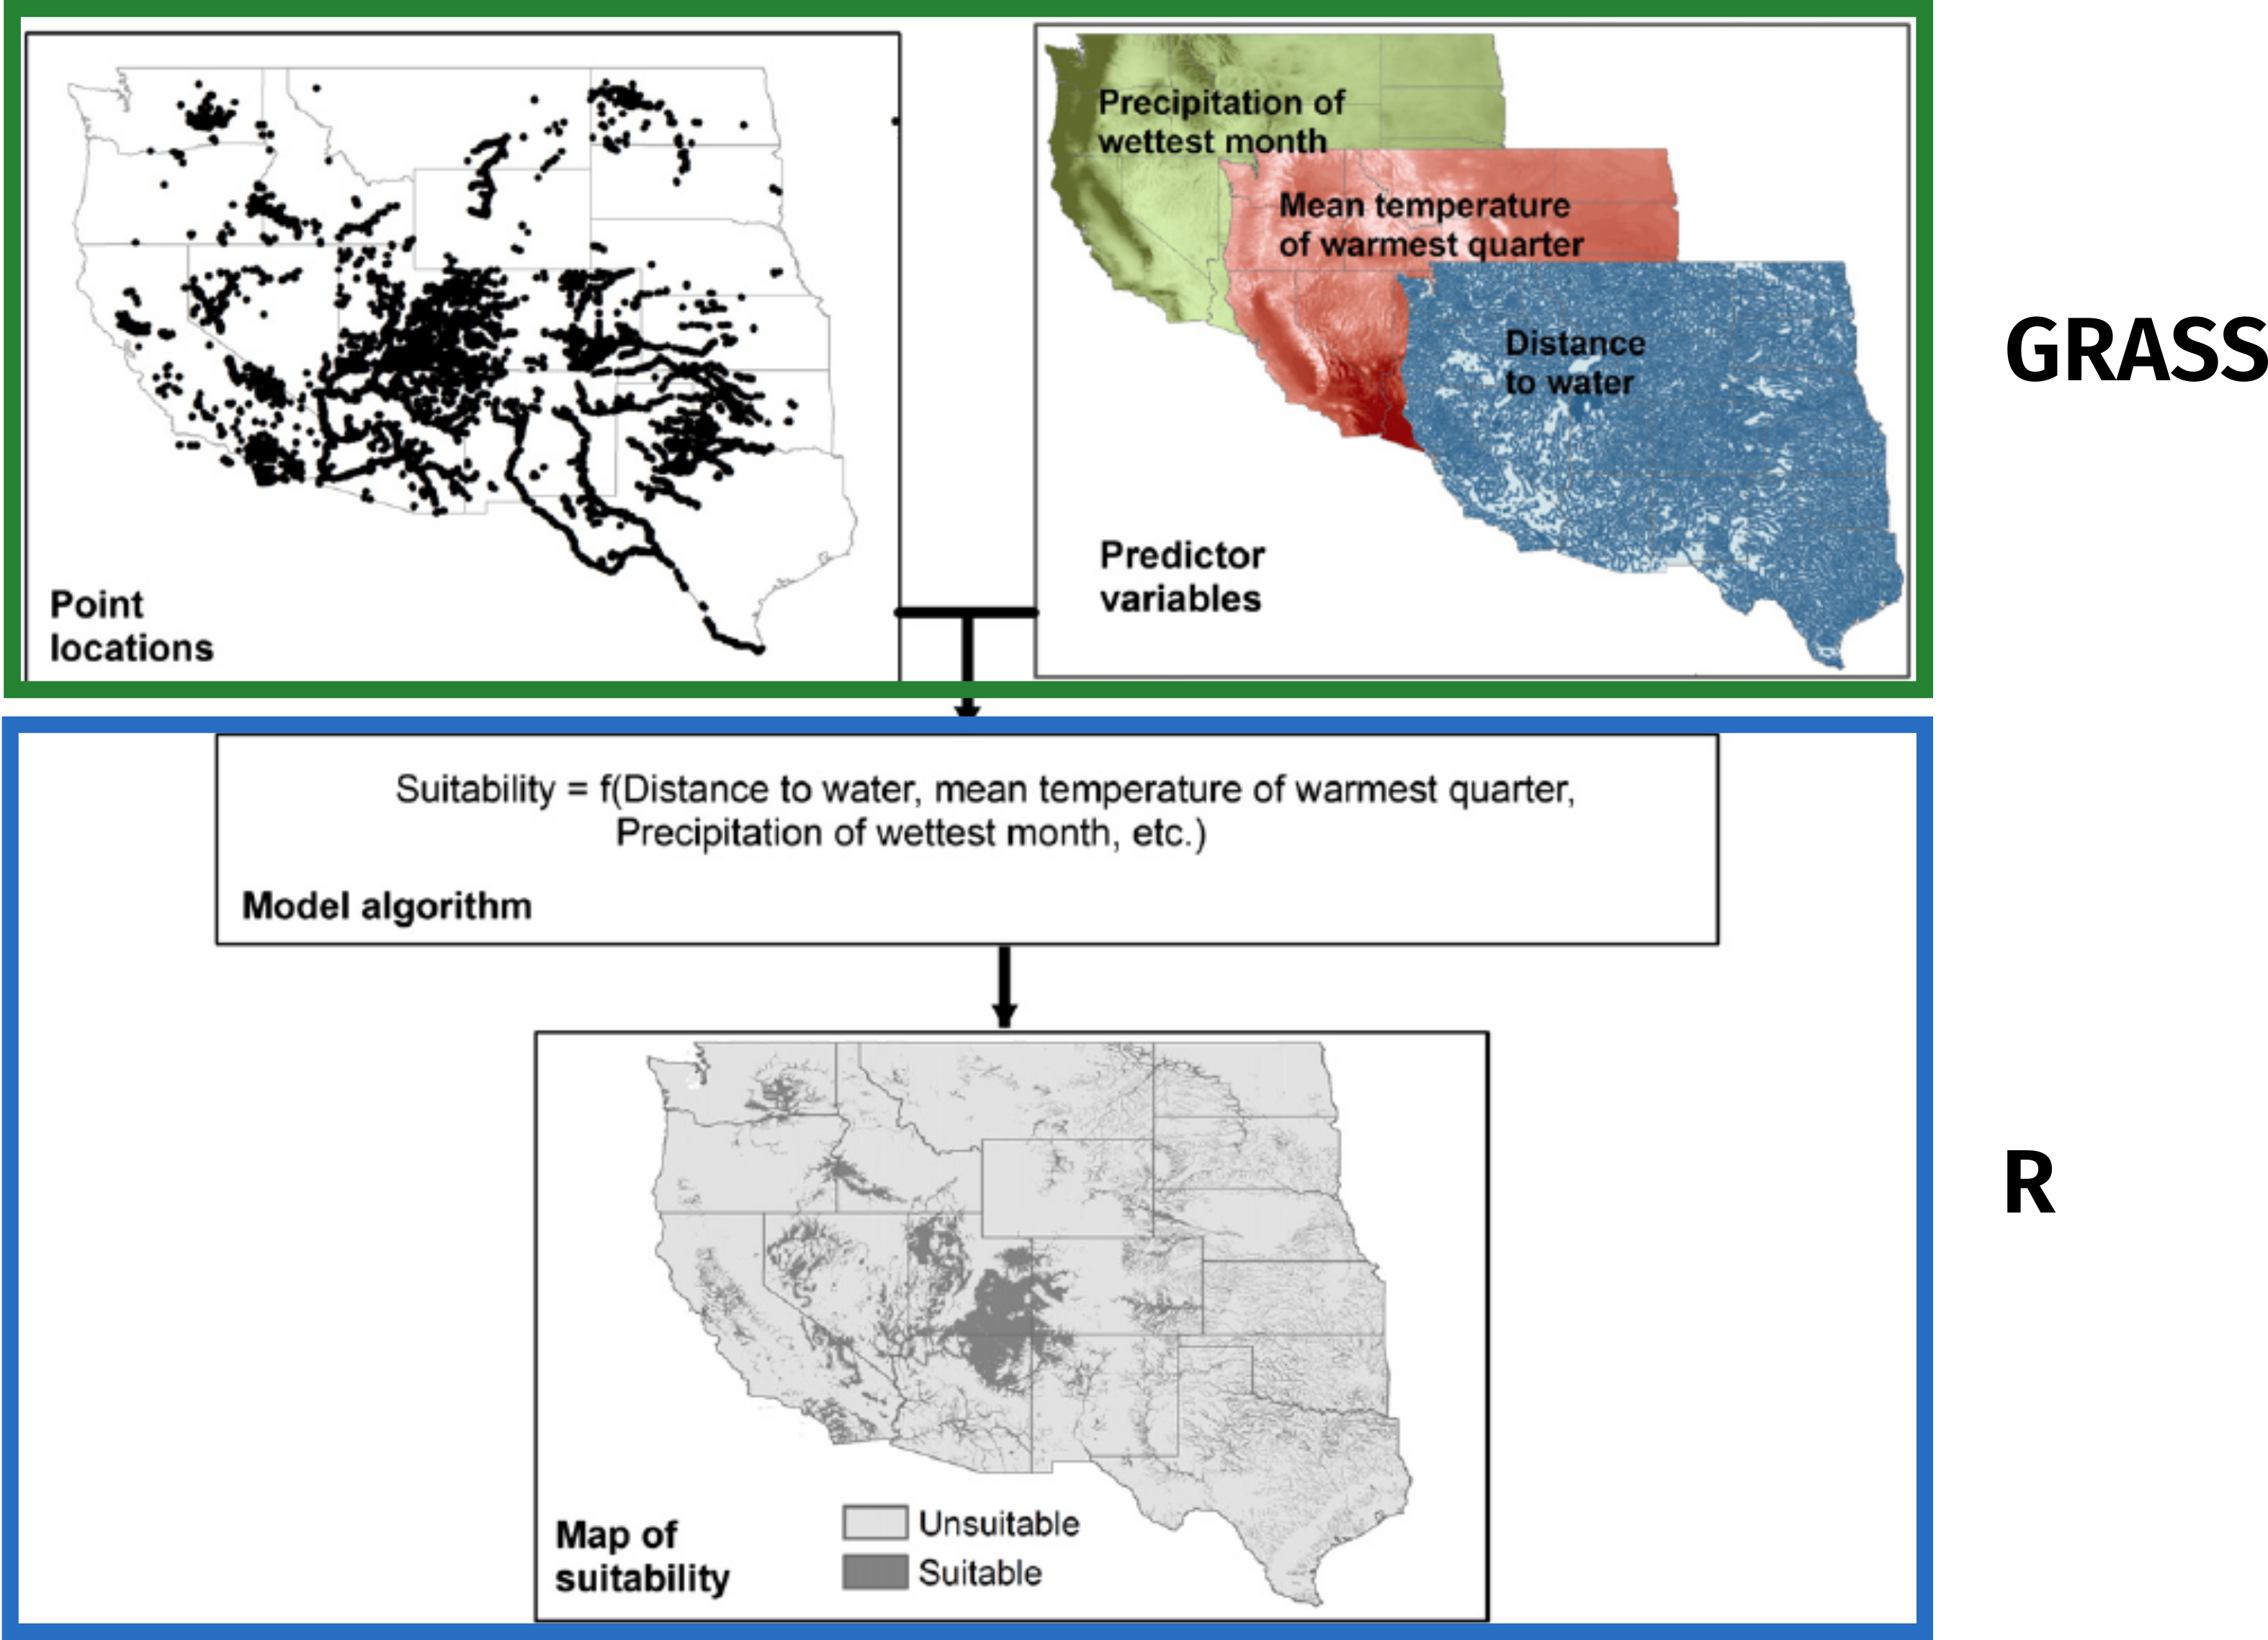 Point
locations
Precipitation of
wettest month
Mean temperature
of warmest quarter
Distance
to water
Predictor
variables
GRASS
Suitability = f(Distance to water, mean temperature of warmest quarter,
Precipitation of wettest month, etc.)
Model algorithm
R
Map of
suitability
Unsuitable
Suitable